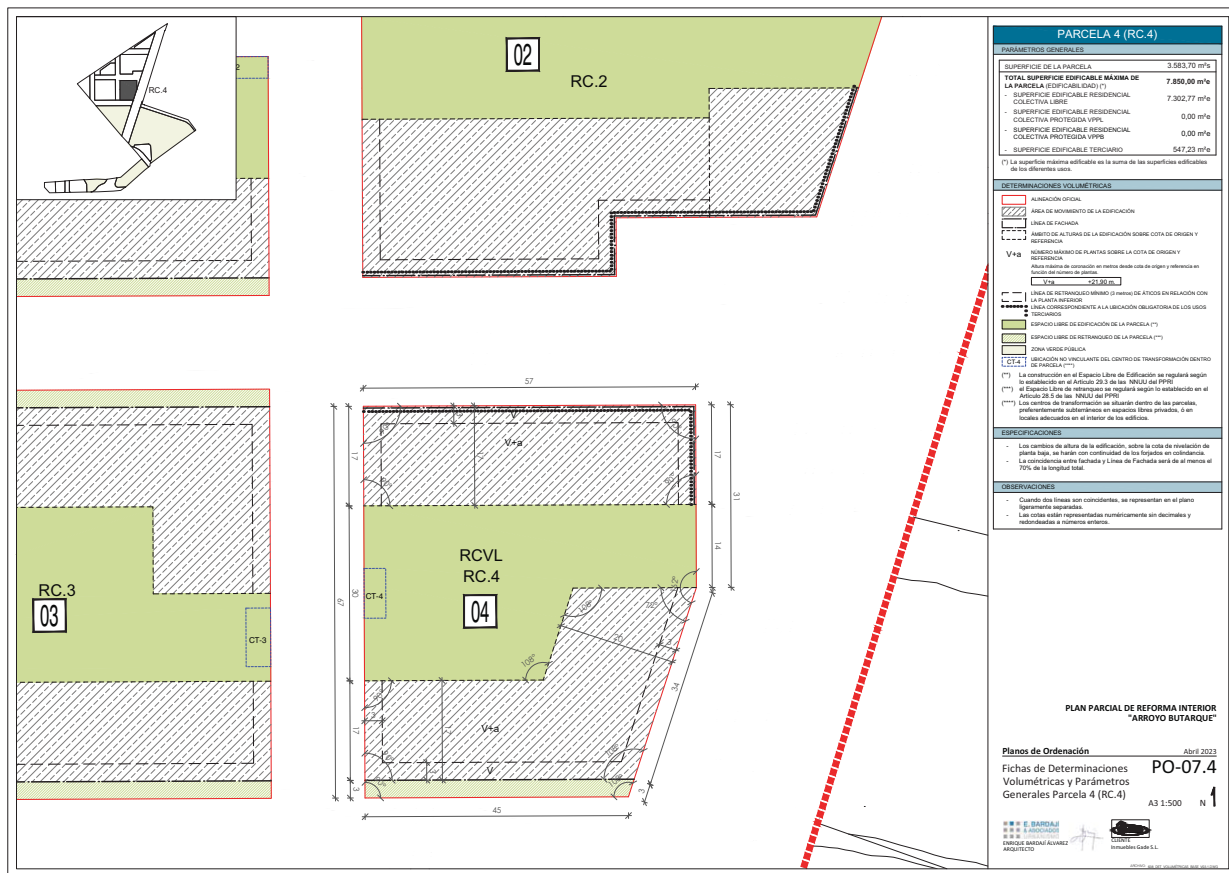 RC.4
2
02
RC.2
RC.3
03
CT-3
57
V
V+a
17
17
17
31
14
67
30
RCVL
RC.4
04
CT-4
108º
108º
20
3
34
3
17
17
V+a
V
3
3
45
3
PARCELA 4 (RC.4)
PARÁMETROS GENERALES
SUPERFICIE DE LA PARCELA 3.583,70 m²s
TOTAL SUPERFICIE EDIFICABLE MÁXIMA DE
LA PARCELA (EDIFICABILIDAD) (*) 7.850,00 m²e
- SUPERFICIE EDIFICABLE RESIDENCIAL
COLECTIVA LIBRE 7.302,77 m²e
- SUPERFICIE EDIFICABLE RESIDENCIAL
COLECTIVA PROTEGIDA VPPL 0,00 m²e
- SUPERFICIE EDIFICABLE RESIDENCIAL
COLECTIVA PROTEGIDA VPPB 0,00 m²e
- SUPERFICIE EDIFICABLE TERCIARIO 547,23 m²e
(*) La superficie máxima edificable es la suma de las superficies edificables
de los diferentes usos.
DETERMINACIONES VOLUMÉTRICAS
ALINEACIÓN OFICIAL
ÁREA DE MOVIMIENTO DE LA EDIFICACIÓN
LÍNEA DE FACHADA
ÁMBITO DE ALTURAS DE LA EDIFICACIÓN SOBRE COTA DE ORIGEN Y
REFERENCIA
V+a NÚMERO MÁXIMO DE PLANTAS SOBRE LA COTA DE ORIGEN Y
REFERENCIA
Altura máxima de coronación en metros desde cota de origen y referencia en
función del número de plantas.
V+a +21,90 m.
LÍNEA DE RETRANQUEO MÍNIMO (3 metros) DE ÁTICOS EN RELACIÓN CON
LA PLANTA INFERIOR
LÍNEA CORRESPONDIENTE A LA UBICACIÓN OBLIGATORIA DE LOS USOS
TERCIARIOS
ESPACIO LIBRE DE EDIFICACIÓN DE LA PARCELA (**)
ESPACIO LIBRE DE RETRANQUEO DE LA PARCELA (***)
ZONA VERDE PÚBLICA
CT-4 UBICACIÓN NO VINCULANTE DEL CENTRO DE TRANSFORMACIÓN DENTRO
DE PARCELA (****)
(**) La construcción en el Espacio Libre de Edificación se regulará según
lo establecido en el Artículo 29.3 de las NNUU del PPRI
(***) el Espacio Libre de retranqueo se regulará según lo establecido en el
Artículo 28.5 de las NNUU del PPRI
(****) Los centros de transformación se situarán dentro de las parcelas,
preferentemente subterráneos en espacios libres privados, ó en
locales adecuados en el interior de los edificios.
ESPECIFICACIONES
- Los cambios de altura de la edificación, sobre la cota de nivelación de
planta baja, se harán con continuidad de los forjados en colindancia.
- La coincidencia entre fachada y Línea de Fachada será de al menos el
70% de la longitud total.
OBSERVACIONES
- Cuando dos líneas son coincidentes, se representan en el plano
ligeramente separadas.
- Las cotas están representadas numéricamente sin decimales y
redondeadas a números enteros.
PLAN PARCIAL DE REFORMA INTERIOR
"ARROYO BUTARQUE"
Planos de Ordenación Abril 2023
Fichas de Determinaciones PO-07.4
Volumétricas y Parámetros
Generales Parcela 4 (RC.4) A3 1:500 N
E. BARDAJÍ
& ASOCIADOS
ENRIQUE BARDAJÍ ÁLVAREZ
ARQUITECTO
CLIENTE
Inmuebles Gade S.L.